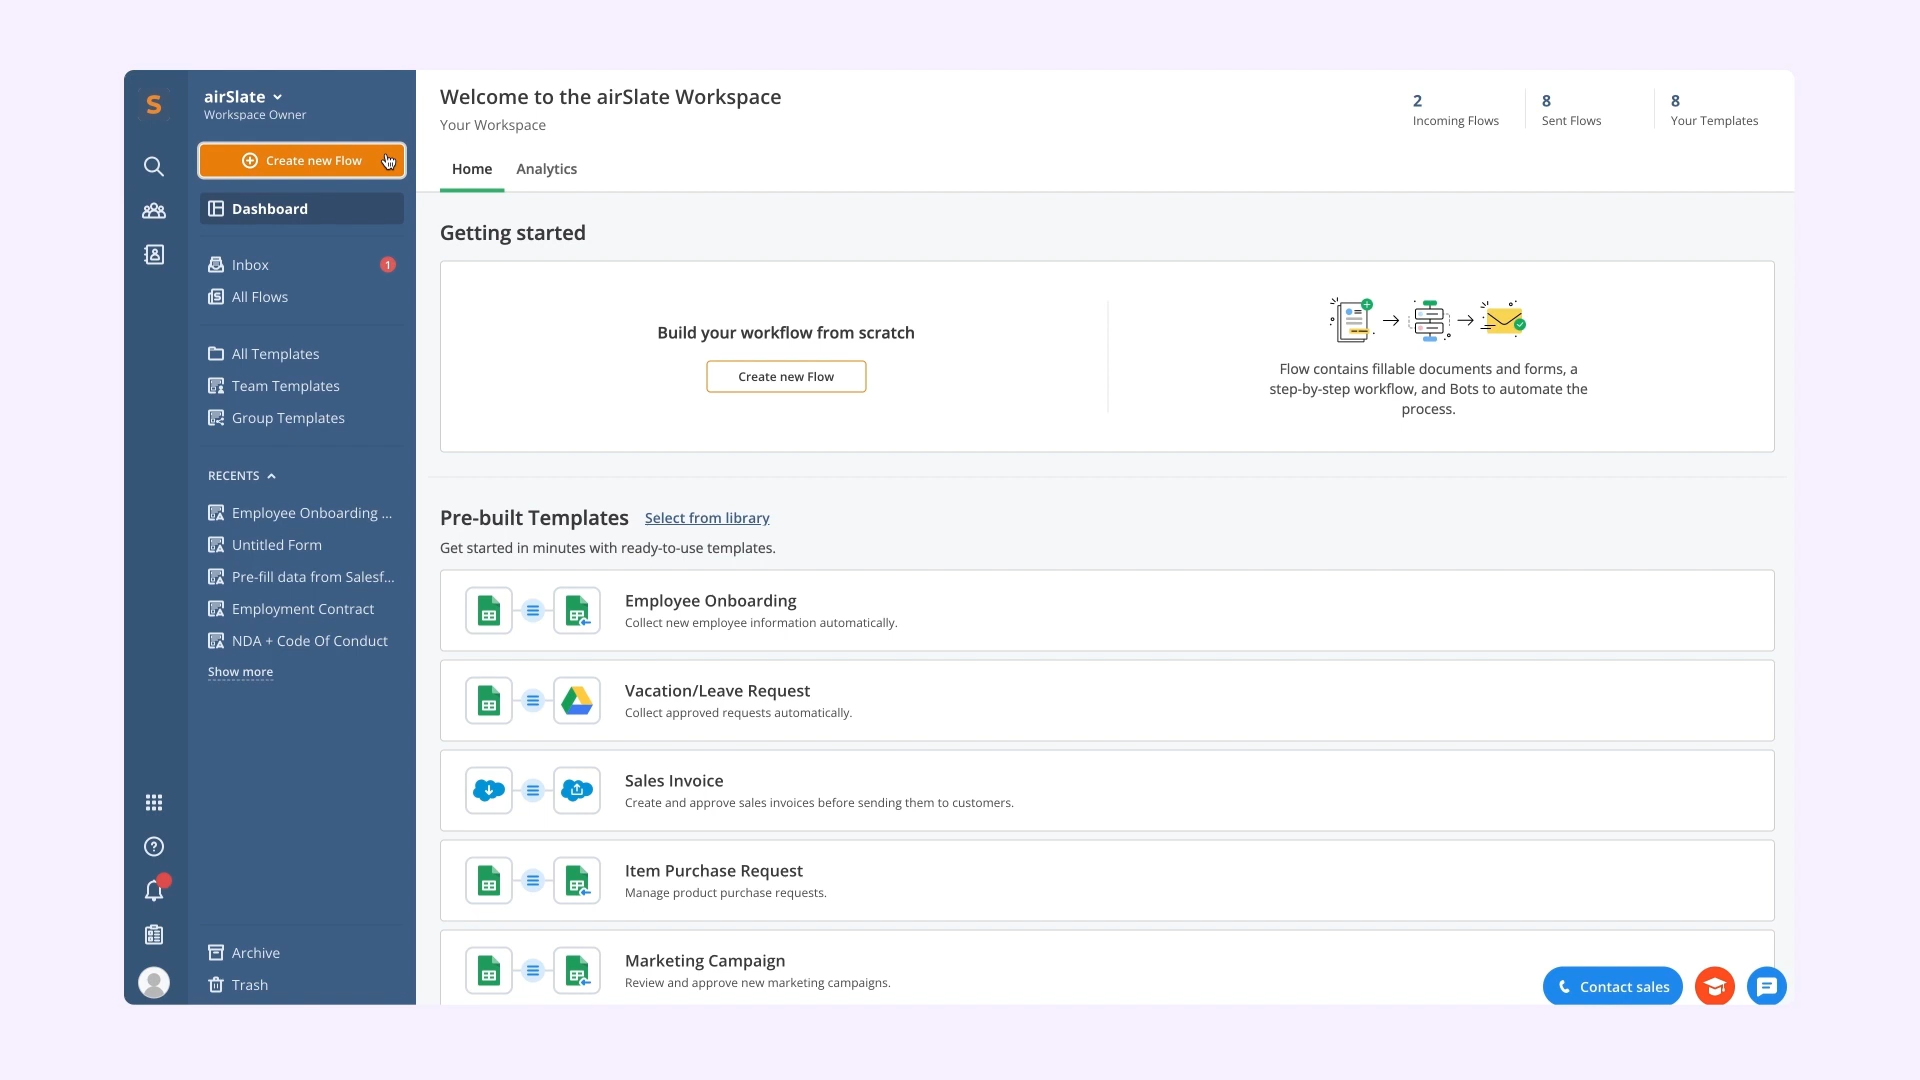 S
airSlate
Workspace Owner
Create new Flow
Dashboard
Inbox
1
All Flows
All Templates
Team Templates
Group Templates
RECENTS
Employee Onboarding ...
Untitled Form
Pre-fill data from Salesf...
Employment Contract
NDA + Code Of Conduct
Show more
Archive
Trash
Welcome to the airSlate Workspace
Your Workspace
2
Incoming Flows
8
Sent Flows
8
Your Templates
Home
Analytics
Getting started
Build your workflow from scratch
Create new Flow
Flow contains fillable documents and forms, a
step-by-step workflow, and Bots to automate the
process.
Pre-built Templates
Select from library
Get started in minutes with ready-to-use templates.
Employee Onboarding
Collect new employee information automatically.
Vacation/Leave Request
Collect approved requests automatically.
Sales Invoice
Create and approve sales invoices before sending them to customers.
Item Purchase Request
Manage product purchase requests.
Marketing Campaign
Review and approve new marketing campaigns.
Contact sales